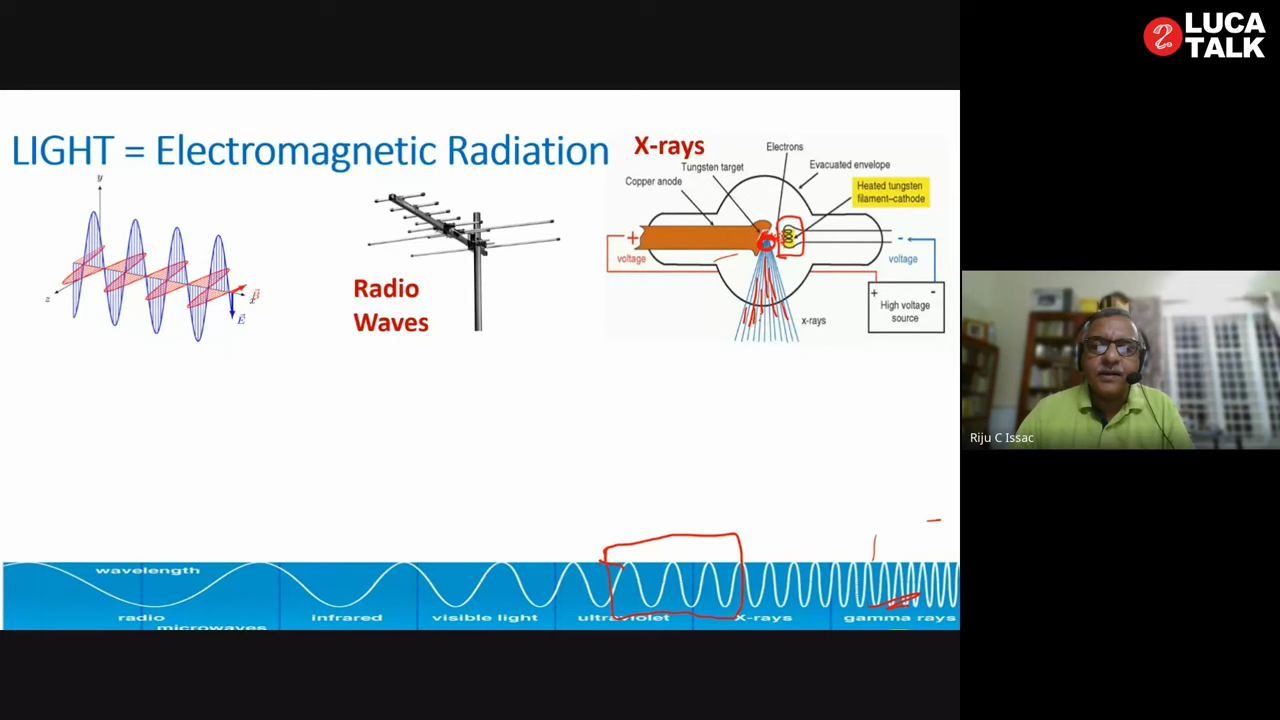 LUCA
TALK
LIGHT = Electromagnetic Radiation
X-rays
Electrons
Tungsten target
Evacuated envelope
Copper anode
Heated tungsten
filament–cathode
y
z
x
B
E
Radio
Waves
+
-
voltage
voltage
+ -
High voltage
source
x-rays
Riju C Issac
wavelength
radio
microwaves
infrared
visible light
ultraviolet
X-rays
gamma rays